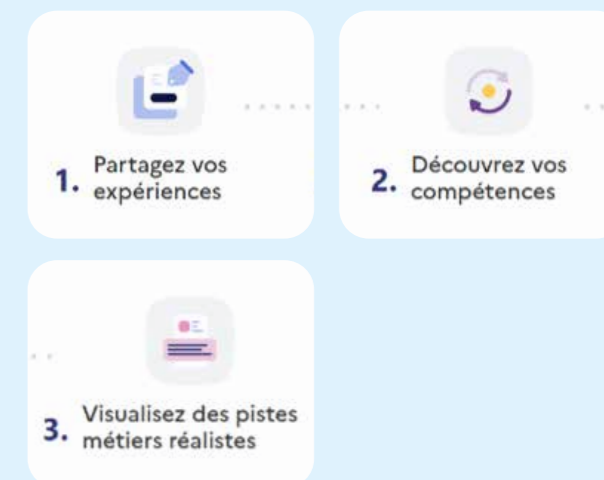 1. Partagez vos
expériences
2. Découvrez vos
compétences
3. Visualisez des pistes
métiers réalistes